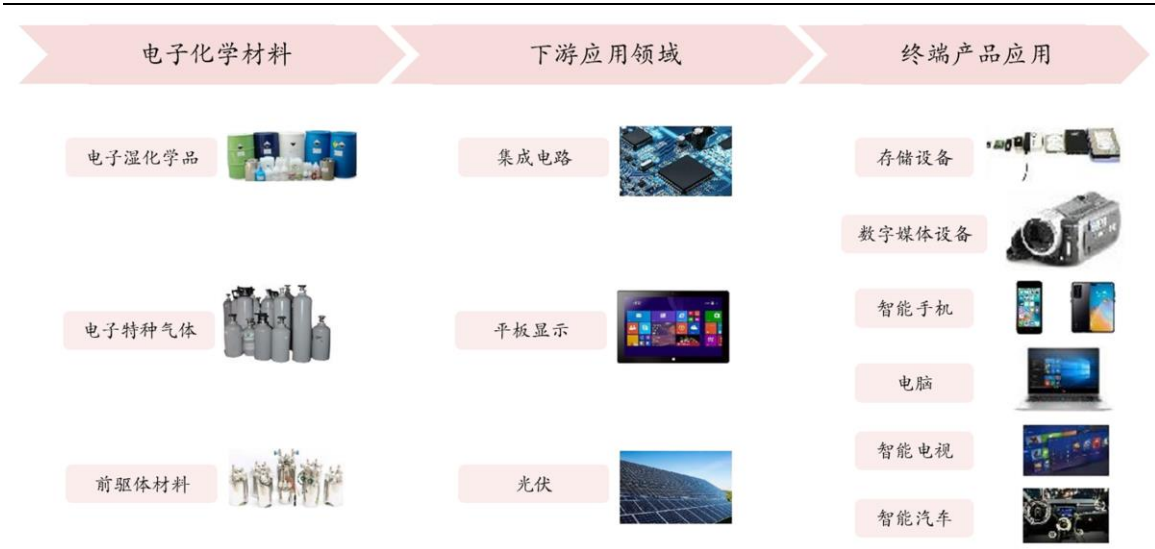 电子化学材料
下游应用领域
终端产品应用
电子湿化学品
集成电路
存储设备
数字媒体设备
电子特种气体
平板显示
智能手机
电脑
智能电视
前驱体材料
光伏
智能汽车